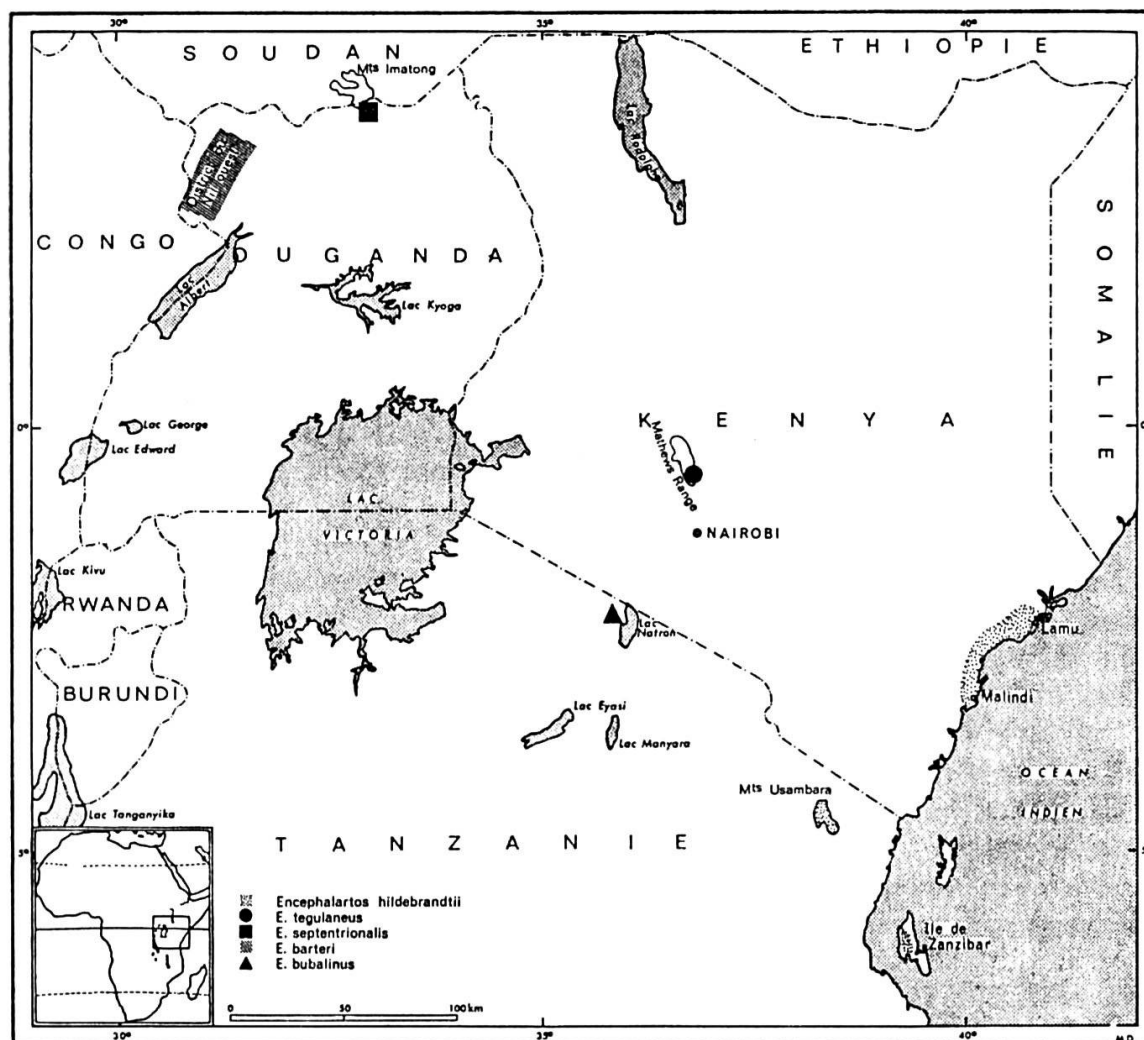 30°
35°
40°
SOUDAN
ETHIOPIE
Mts Imatong
Lac Rodolphe
District du
Nil ouest
CONGO
OUGANDA
SOMALIE
Lac
Albert
Lac Kyoga
0°
Lac George
Lac Edward
KENYA
Mathews Range
NAIROBI
LAC
VICTORIA
Lac Kivu
RWANDA
Lac
Natron
Lamu
BURUNDI
Malindi
Lac Eyasi
Lac Manyara
OCEAN
INDIEN
Mts Usambara
Lac Tanganyika
TANZANIE
Encephalartos hildebrandtii
E. tegulaneus
E. septentrionalis
E. barteri
E. bubalinus
Ile de
Zanzibar
0
50
100 km
30°
35°
40°
M.D.